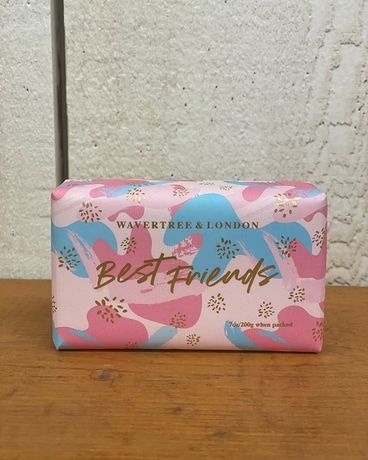 WAVERTREE & LONDON
Best Friends
7oz/200g when packed